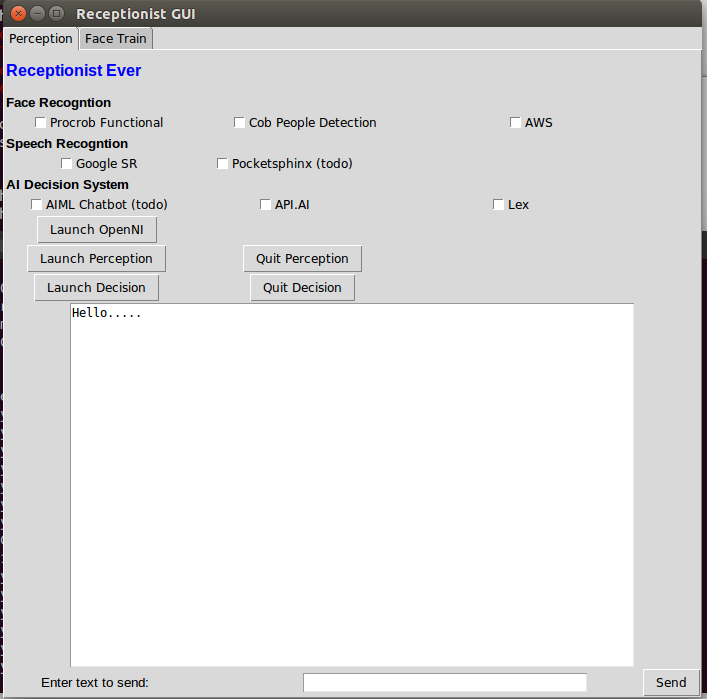 Receptionist GUI
Perception Face Train
Receptionist Ever
Face Recogntion
Procrob Functional Cob People Detection AWS
Speech Recogntion
Google SR Pocketsphinx (todo)
AI Decision System
AIML Chatbot (todo) API.AI Lex
Launch OpenNI
Launch Perception Quit Perception
Launch Decision Quit Decision
Hello.....
Enter text to send: Send